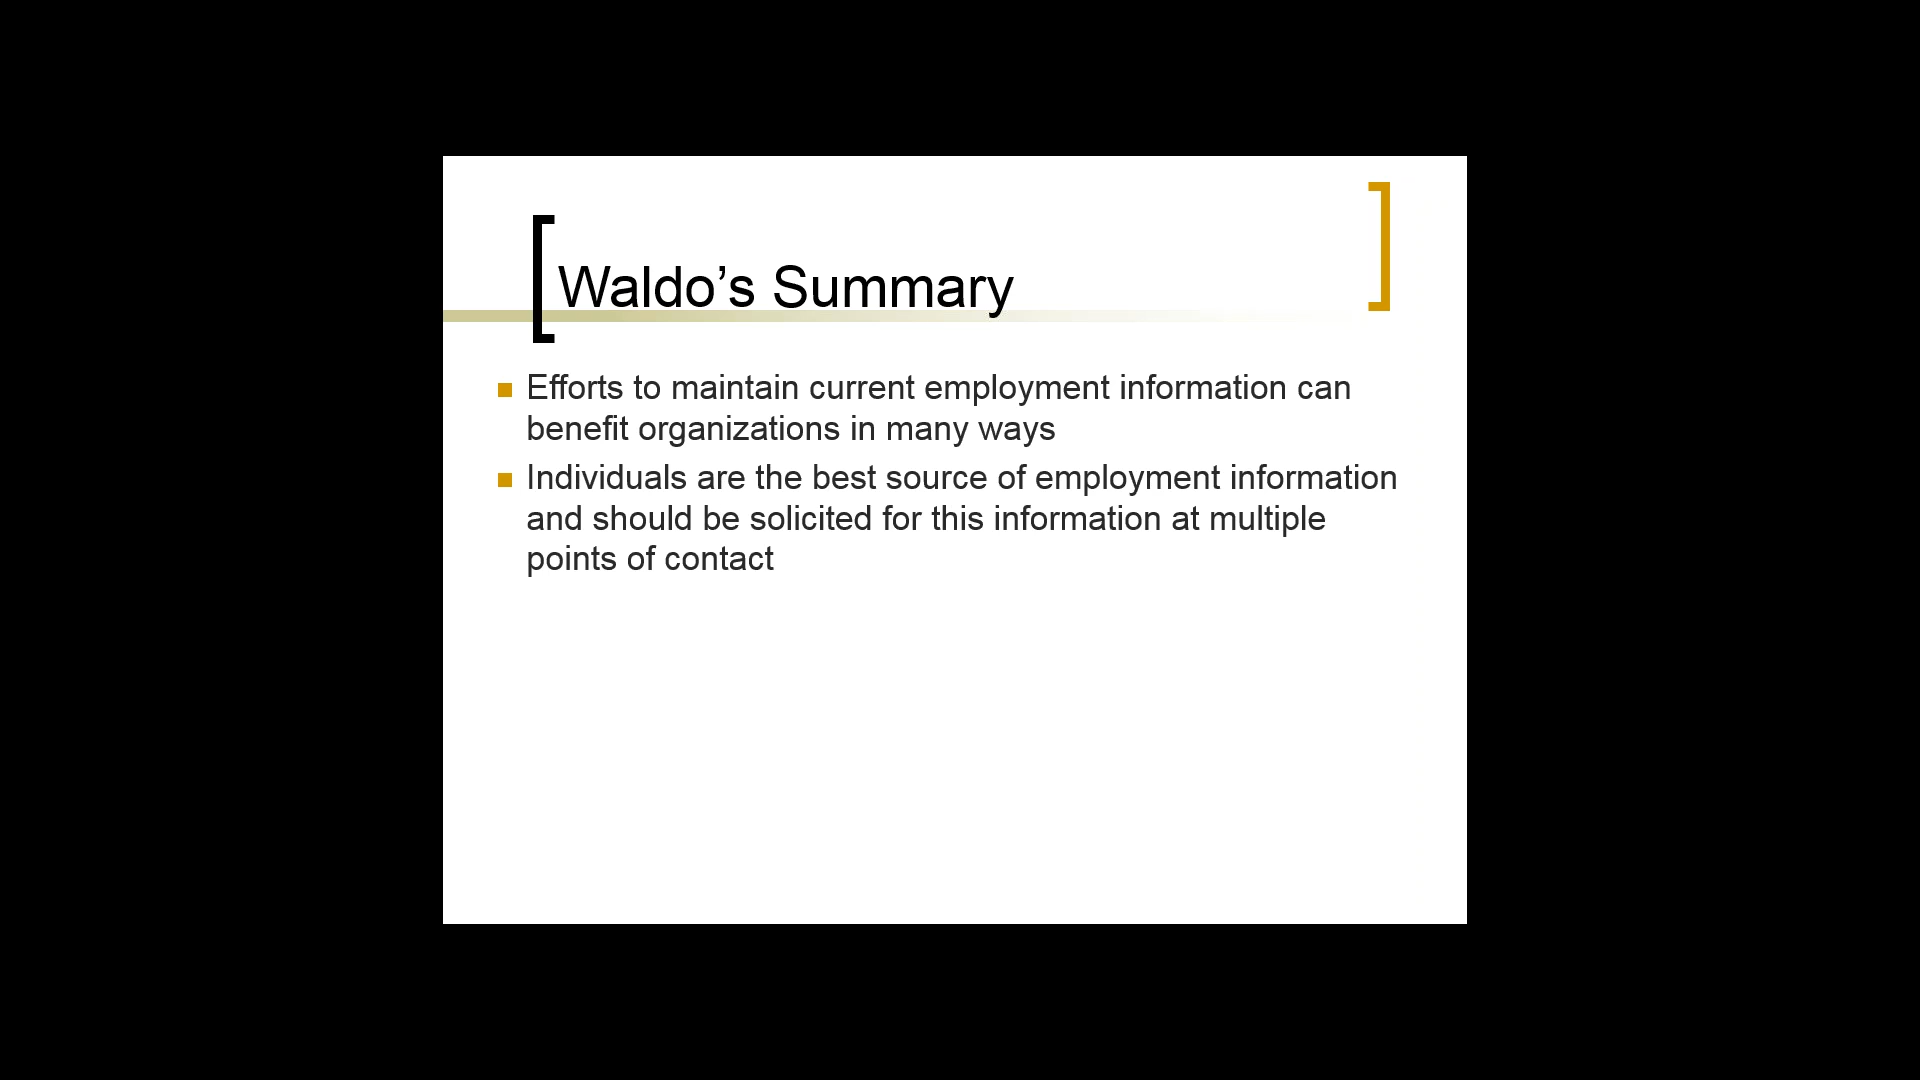 Waldo’s Summary
Efforts to maintain current employment information can
benefit organizations in many ways
Individuals are the best source of employment information
and should be solicited for this information at multiple
points of contact